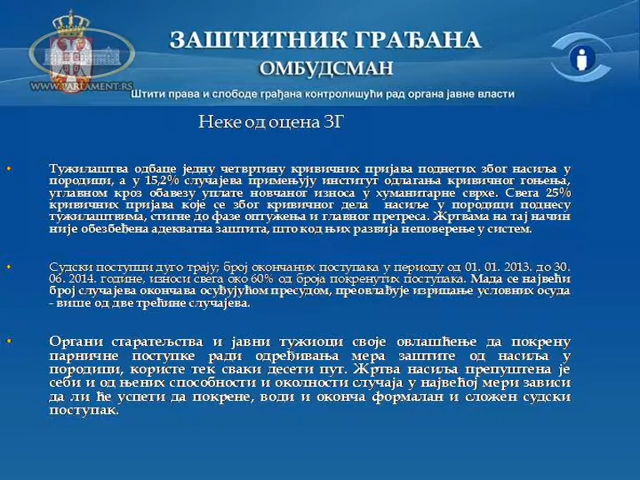 ЗАШТИТНИК ГРАЂАНА
ОМБУДСМАН
WWW.PARLAMENT.RS
Штити права и слободе грађана контролишући рад органа јавне власти
Неке од оцена ЗГ
• Тужилаштва одбаце једну четвртину кривичних пријава поднетих због насиља у
породици, а у 15,2% случајева примењују институт одлагања кривичног гоњења,
углавном кроз обавезу уплате новчаног износа у хуманитарне сврхе. Свега 25%
кривичних пријава које се због кривичног дела насиље у породици поднесу
тужилаштвима, стигне до фазе оптужења и главног претреса. Жртвама на тај начин
није обезбеђена адекватна заштита, што код њих развија неповерење у систем.
• Судски поступци дуго трају; број окончаних поступака у периоду од 01. 01. 2013. до 30.
06. 2014. године, износи свега око 60% од броја покренутих поступака. Мада се највећи
број случајева окончава осуђујућом пресудом, преовлађује изрицање условних осуда
- више од две трећине случајева.
• Органи старатељства и јавни тужиоци своје овлашћење да покрену
парничне поступке ради одређивања мера заштите од насиља у
породици, користе тек сваки десети пут. Жртва насиља препуштена је
себи и од њених способности и околности случаја у највећој мери зависи
да ли ће успети да покрене, води и оконча формалан и сложен судски
поступак.